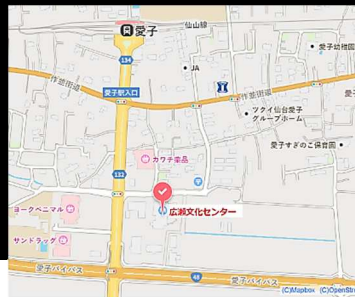 愛子
仙山線
134
愛子幼稚園
JA
作並街道
愛子駅入口
作並街道
ツクイ仙台愛子
グループホーム
愛子すぎのこ保育園
カワチ薬品
132
広瀬文化センター
ヨークベニマル
サンドラッグ
愛子バイパス
48
愛子バイパス
(C)Mapbox (C)OpenStre